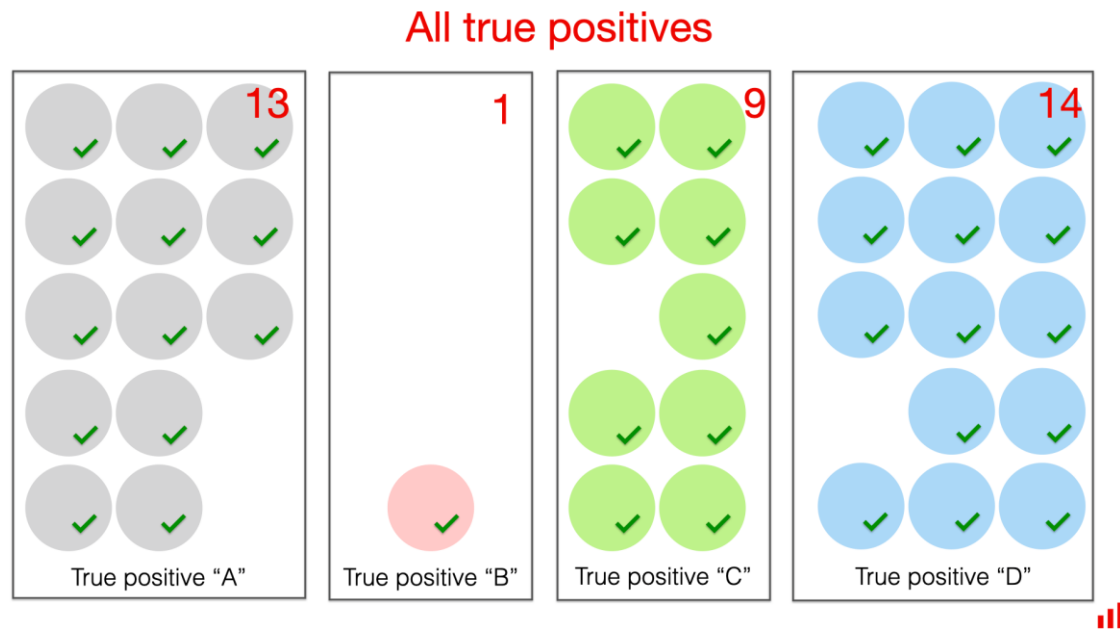 All true positives
13
1
9
14
True positive “A”
True positive “B”
True positive “C”
True positive “D”